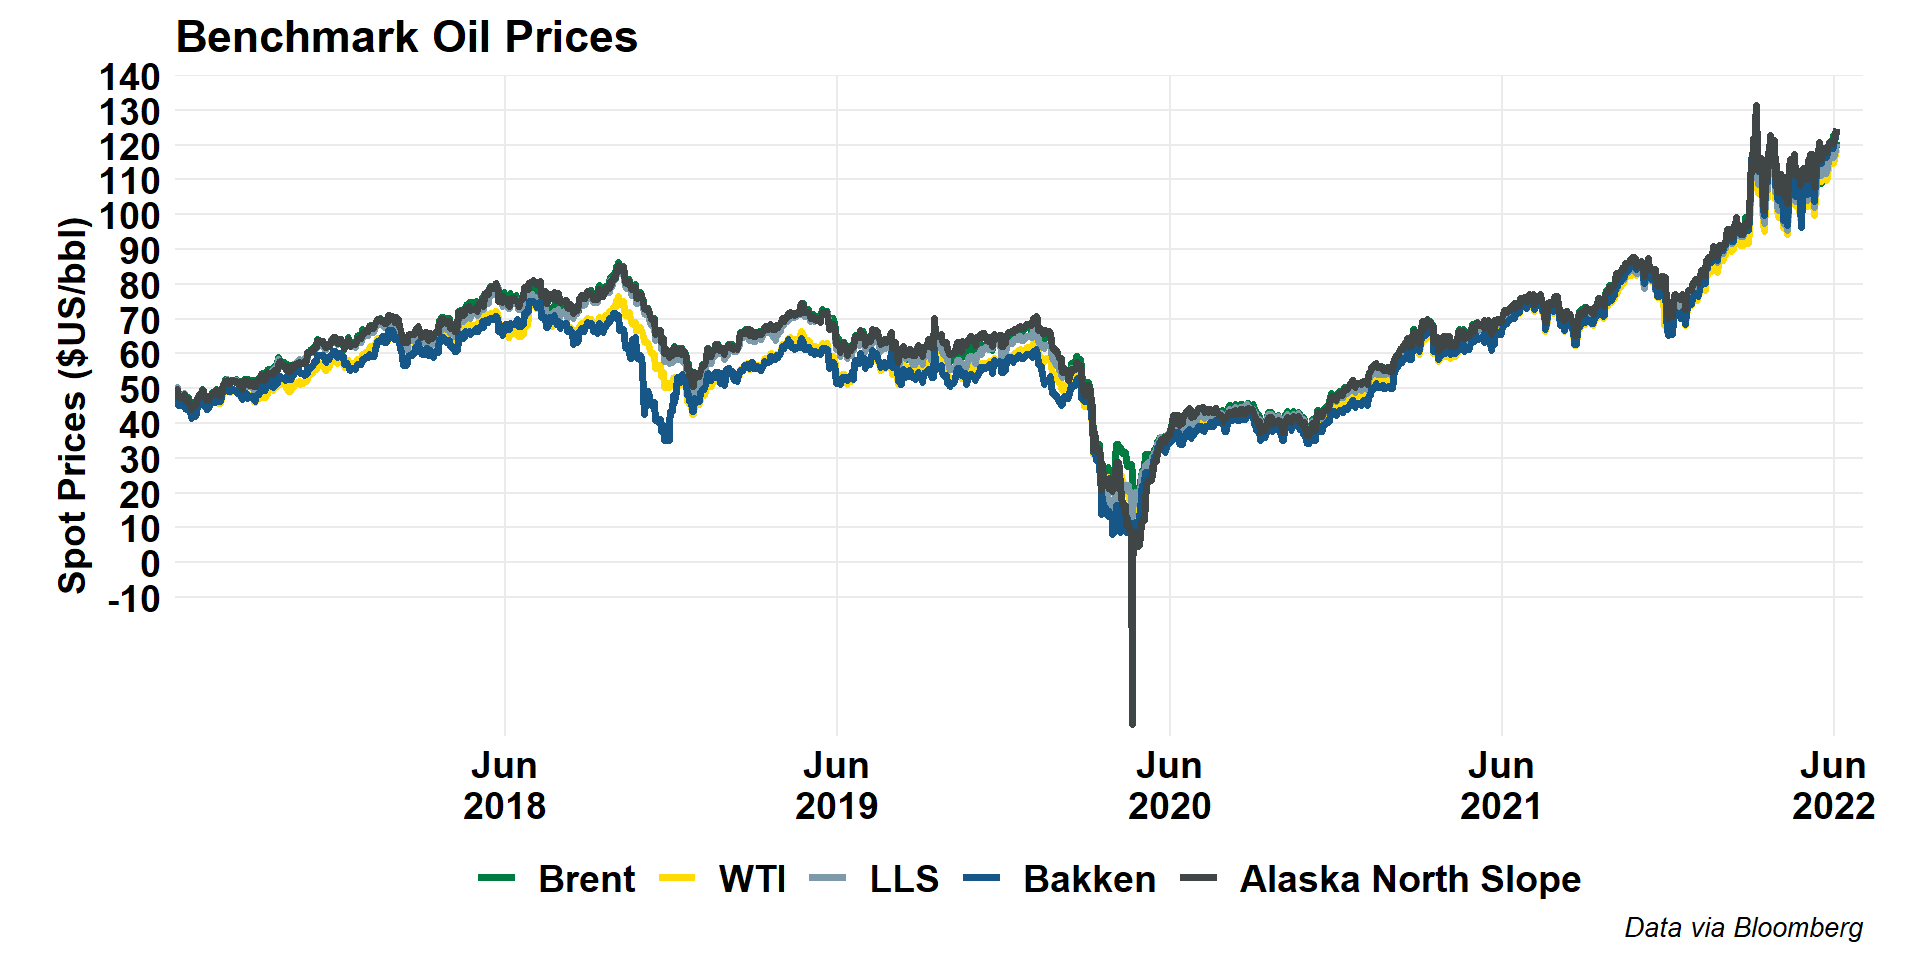 Benchmark Oil Prices
Spot Prices ($US/bbl)
140
130
120
110
100
90
80
70
60
50
40
30
20
10
0
-10
Jun Jun Jun Jun Jun
2018 2019 2020 2021 2022
Brent WTI LLS Bakken Alaska North Slope
Data via Bloomberg